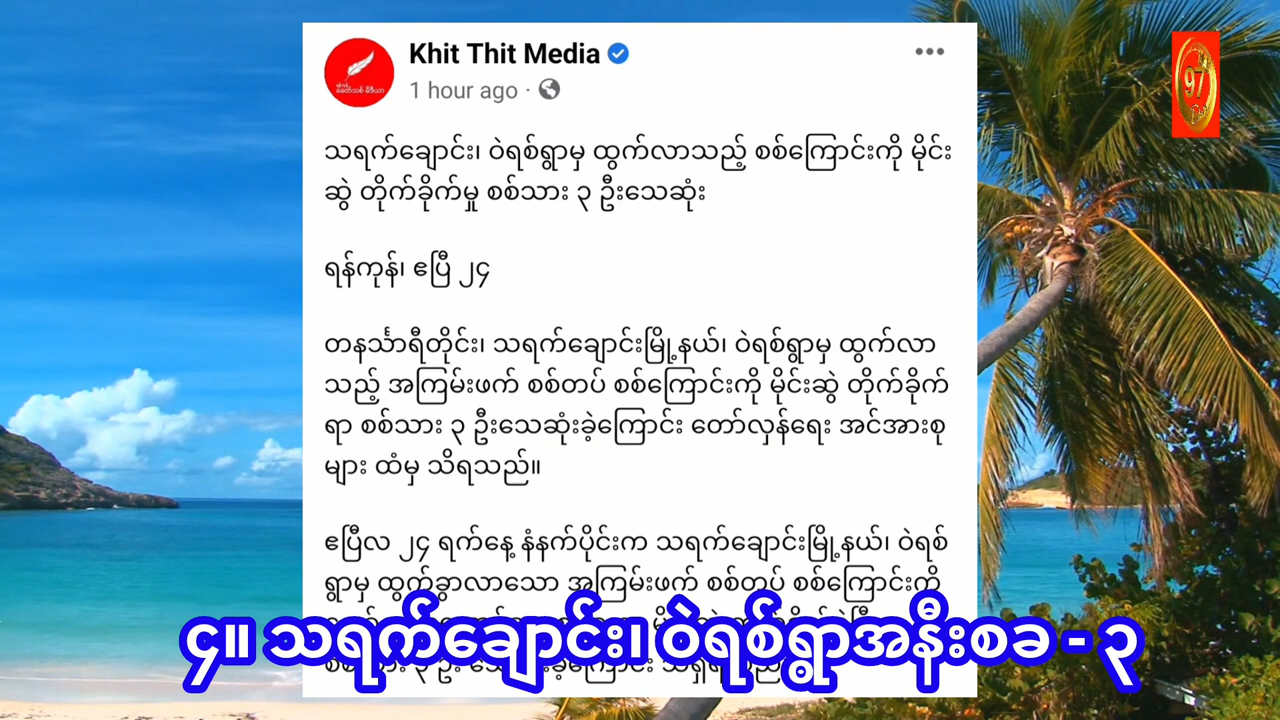 Khit Thit Media
1 hour ago ·
ခေတ်သစ် မီဒီယာ
97
သရက်ချောင်း၊ ဝဲရစ်ရွာမှ ထွက်လာသည့် စစ်ကြောင်းကို မိုင်း
ဆွဲ တိုက်ခိုက်မှု စစ်သား ၃ ဦးသေဆုံး
ရန်ကုန်၊ ဧပြီ ၂၄
တနင်္သာရီတိုင်း၊ သရက်ချောင်းမြို့နယ်၊ ဝဲရစ်ရွာမှ ထွက်လာ
သည့် အကြမ်းဖက် စစ်တပ် စစ်ကြောင်းကို မိုင်းဆွဲ တိုက်ခိုက်
ရာ စစ်သား ၃ ဦးသေဆုံးခဲ့ကြောင်း တော်လှန်ရေး အင်အားစု
များ ထံမှ သိရသည်။
ဧပြီလ ၂၄ ရက်နေ့ နံနက်ပိုင်းက သရက်ချောင်းမြို့နယ်၊ ဝဲရစ်
ရွာမှ ထွက်ခွာလာသော အကြမ်းဖက် စစ်တပ် စစ်ကြောင်းကို
၄။ သရက်ချောင်း၊ ဝဲရစ်ရွာအနီးစခ - ၃